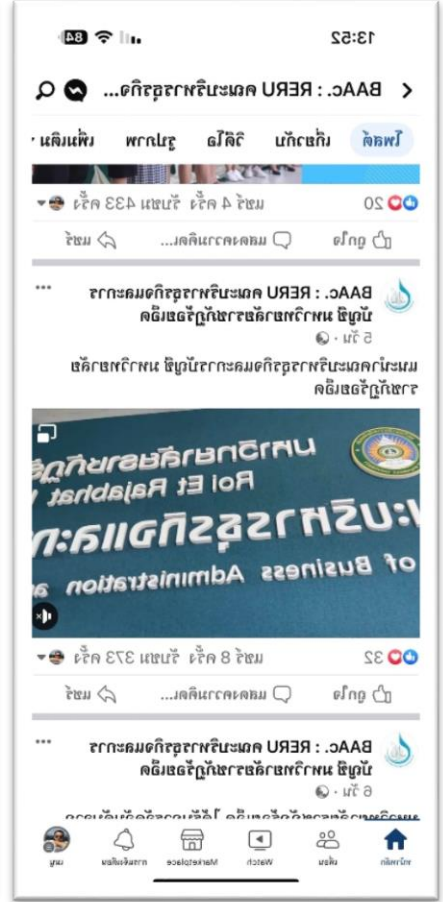 13:52
84
BAAc. : RERU คณะบริหารธุรกิจ...
โพสต์ เกี่ยวกับ วิดีโอ รูปภาพ เพิ่มเติม
20
แชร์ 4 ครั้ง รับชม 433 ครั้ง
ถูกใจ แสดงความคิดเ... แชร์
BAAc. : RERU คณะบริหารธุรกิจและการ
บัญชี มหาวิทยาลัยราชภัฏร้อยเอ็ด
5 วัน ·
แนะนำคณะบริหารธุรกิจและการบัญชี มหาวิทยาลัย
ราชภัฏร้อยเอ็ด
มหาวิทยาลัยราชภัฏ
Roi Et Rajabhat
ะบริหารธุรกิจและก
of Business Administration a
32
แชร์ 8 ครั้ง รับชม 373 ครั้ง
ถูกใจ แสดงความคิดเ... แชร์
BAAc. : RERU คณะบริหารธุรกิจและการ
บัญชี มหาวิทยาลัยราชภัฏร้อยเอ็ด
6 วัน ·
หน้าหลัก เพื่อน Watch Marketplace การแจ้งเตือน เมนู